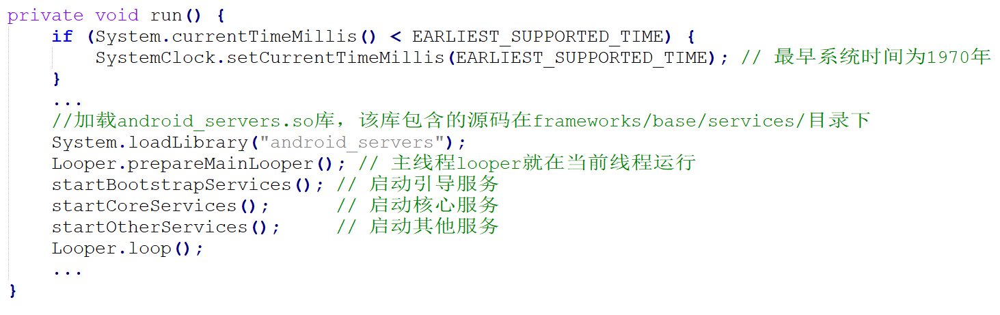 private void run() {
    if (System.currentTimeMillis() < EARLIEST_SUPPORTED_TIME) {
        SystemClock.setCurrentTimeMillis(EARLIEST_SUPPORTED_TIME); // 最早系统时间为1970年
    }
    ...
    //加载android_servers.so库，该库包含的源码在frameworks/base/services/目录下
    System.loadLibrary("android_servers");
    Looper.prepareMainLooper(); // 主线程looper就在当前线程运行
    startBootstrapServices(); // 启动引导服务
    startCoreServices();      // 启动核心服务
    startOtherServices();     // 启动其他服务
    Looper.loop();
    ...
}